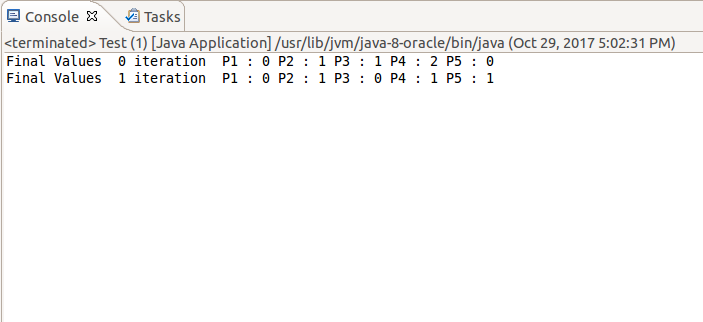 Console Tasks
<terminated> Test (1) [Java Application] /usr/lib/jvm/java-8-oracle/bin/java (Oct 29, 2017 5:02:31 PM)
Final Values  0 iteration  P1 : 0 P2 : 1 P3 : 1 P4 : 2 P5 : 0
Final Values  1 iteration  P1 : 0 P2 : 1 P3 : 0 P4 : 1 P5 : 1